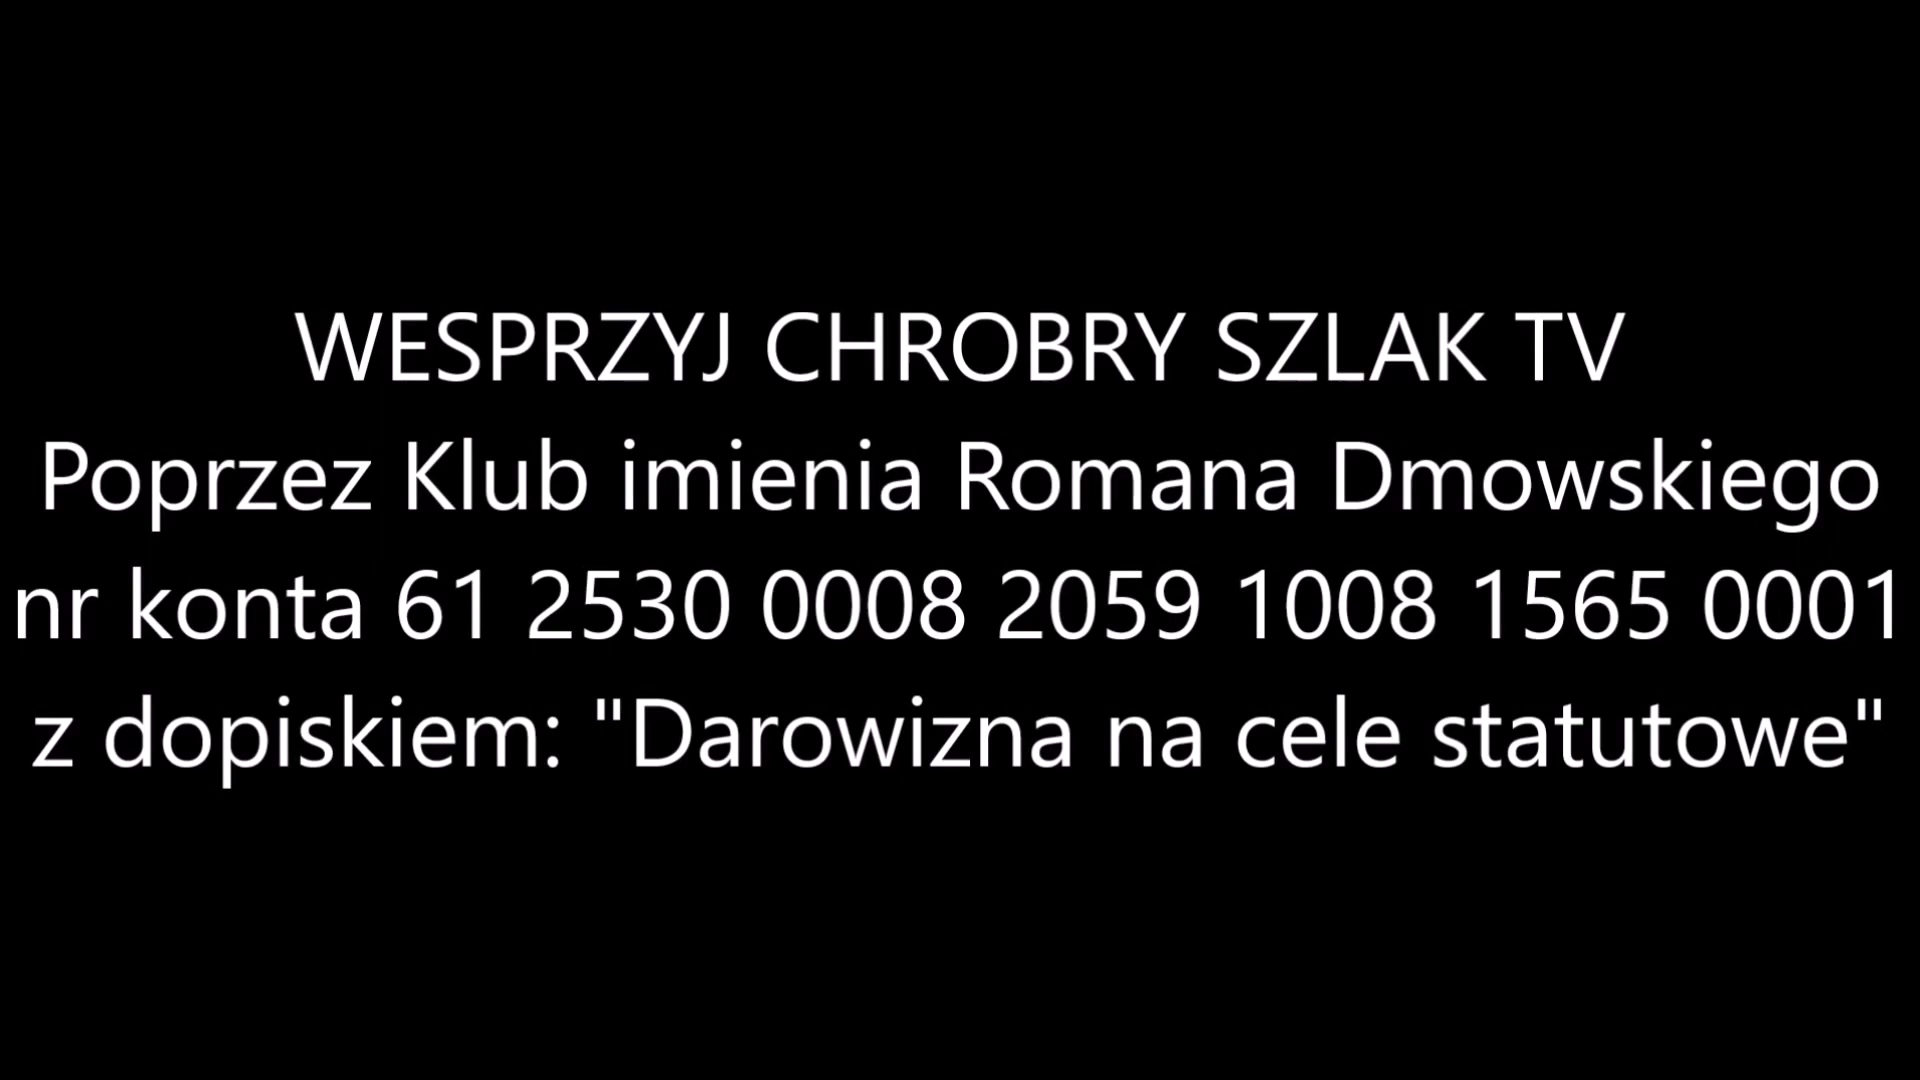 WESPRZYJ CHROBRY SZLAK TV
Poprzez Klub imienia Romana Dmowskiego
nr konta 61 2530 0008 2059 1008 1565 0001
z dopiskiem: "Darowizna na cele statutowe"